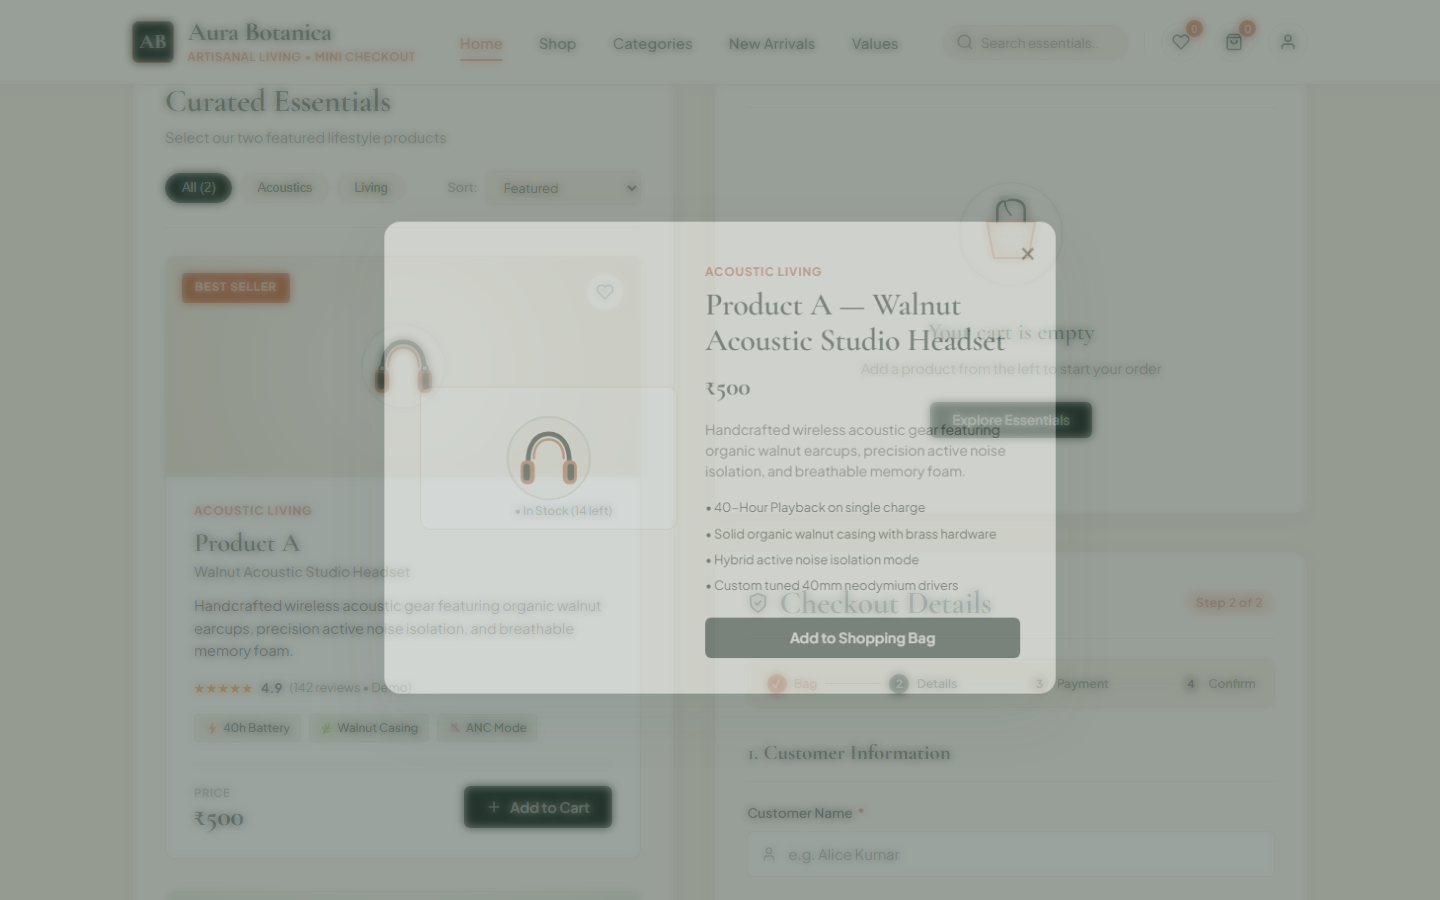 AB
Aura Botanica
ARTISANAL LIVING • MINI CHECKOUT
Home
Shop
Categories
New Arrivals
Values
Search essentials..
0
0
Curated Essentials
Select our two featured lifestyle products
All (2)
Acoustics
Living
Sort:
Featured
BEST SELLER
ACOUSTIC LIVING
Product A
Walnut Acoustic Studio Headset
Handcrafted wireless acoustic gear featuring organic walnut
earcups, precision active noise isolation, and breathable
memory foam.
★★★★★ 4.9 (142 reviews • Demo)
40h Battery
Walnut Casing
ANC Mode
PRICE
₹500
+ Add to Cart
• In Stock (14 left)
ACOUSTIC LIVING
Product A — Walnut
Acoustic Studio Headset
₹500
Handcrafted wireless acoustic gear featuring
organic walnut earcups, precision active noise
isolation, and breathable memory foam.
• 40-Hour Playback on single charge
• Solid organic walnut casing with brass hardware
• Hybrid active noise isolation mode
• Custom tuned 40mm neodymium drivers
Add to Shopping Bag
Your cart is empty
Add a product from the left to start your order
Explore Essentials
Checkout Details
Step 2 of 2
✓ Bag
2 Details
3 Payment
4 Confirm
1. Customer Information
Customer Name *
e.g. Alice Kumar